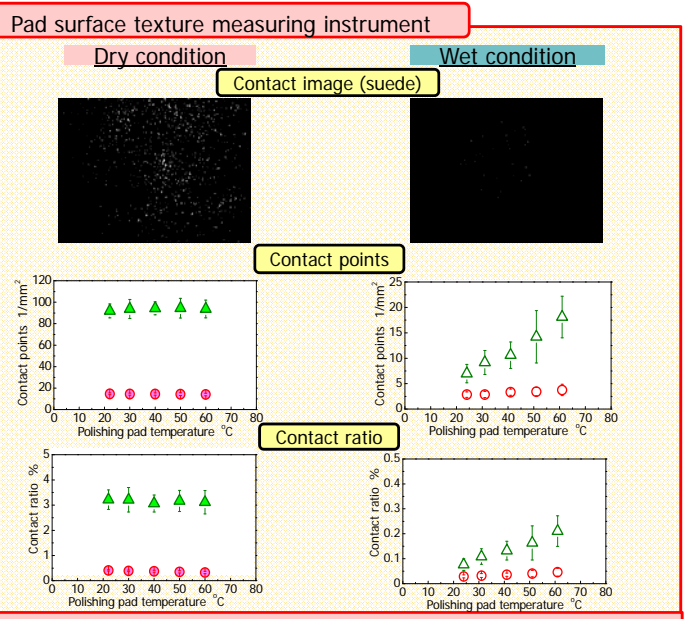 Pad surface texture measuring instrument
Dry condition
Wet condition
Contact image (suede)
Contact points
120
100
80
60
40
20
0
Contact points 1/mm²
0 10 20 30 40 50 60 70 80
Polishing pad temperature °C
25
20
15
10
5
0
Contact points 1/mm²
0 10 20 30 40 50 60 70 80
Polishing pad temperature °C
Contact ratio
5
4
3
2
1
0
Contact ratio %
0 10 20 30 40 50 60 70 80
Polishing pad temperature °C
0.5
0.4
0.3
0.2
0.1
0
Contact ratio %
0 10 20 30 40 50 60 70 80
Polishing pad temperature °C